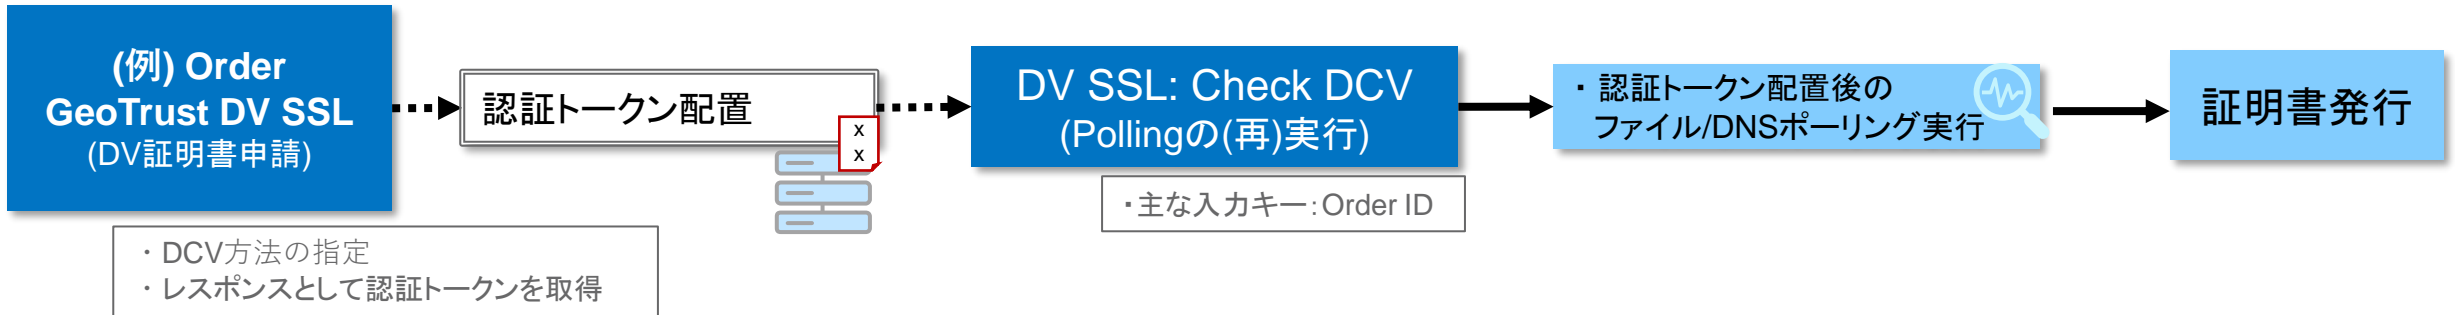 (例) Order
GeoTrust DV SSL
(DV証明書申請)
・DCV方法の指定
・レスポンスとして認証トークンを取得
認証トークン配置
x
x
DV SSL: Check DCV
(Pollingの(再)実行)
・主な入力キー：Order ID
・認証トークン配置後の
ファイル/DNSポーリング実行
証明書発行